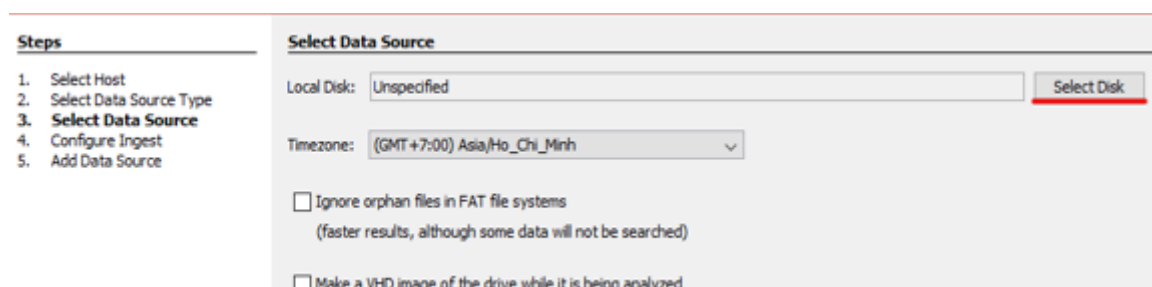 Steps
1. Select Host
2. Select Data Source Type
3. Select Data Source
4. Configure Ingest
5. Add Data Source
Select Data Source
Local Disk: Unspecified Select Disk
Timezone: (GMT+7:00) Asia/Ho_Chi_Minh
Ignore orphan files in FAT file systems
(faster results, although some data will not be searched)
Make a VHD image of the drive while it is being analyzed